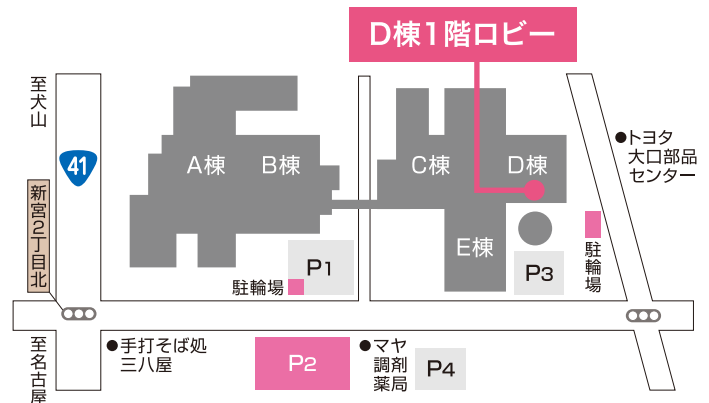 D棟1階ロビー
至犬山
41
新宮2丁目北
至名古屋
A棟
B棟
C棟
D棟
E棟
トヨタ
大口部品
センター
P1
駐輪場
P3
駐輪場
手打そば処
三八屋
P2
マヤ
調剤
薬局
P4